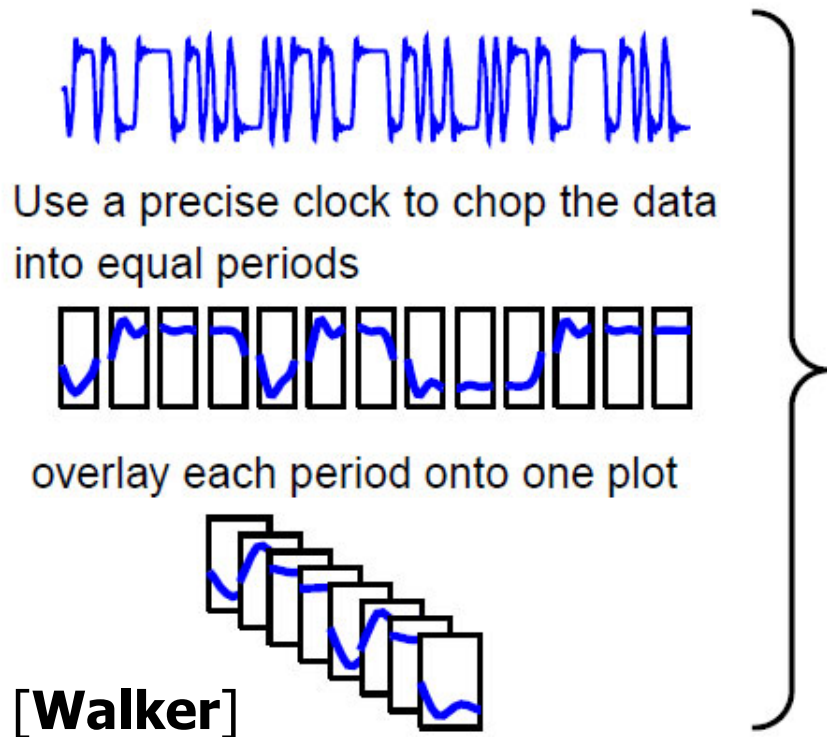 Use a precise clock to chop the data
into equal periods
overlay each period onto one plot
[Walker]